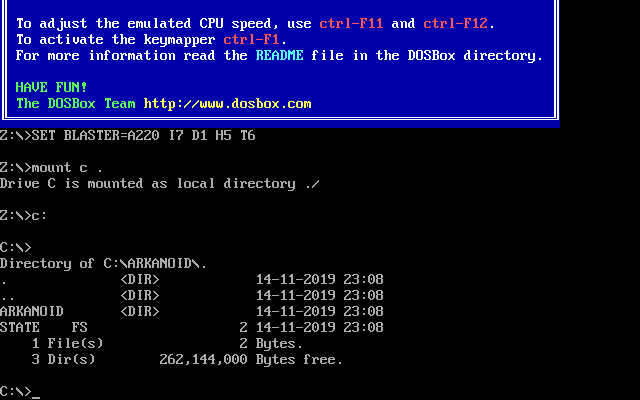 To adjust the emulated CPU speed, use ctrl-F11 and ctrl-F12.
To activate the keymapper ctrl-F1.
For more information read the README file in the DOSBox directory.
HAVE FUN!
The DOSBox Team http://www.dosbox.com
Z:\>SET BLASTER=A220 I7 D1 H5 T6
Z:\>mount c .
Drive C is mounted as local directory ./
Z:\>c:
C:\>
Directory of C:\ARKANOID\.
. <DIR> 14-11-2019 23:08
.. <DIR> 14-11-2019 23:08
ARKANOID <DIR> 14-11-2019 23:08
STATE FS 2 14-11-2019 23:08
1 File(s) 2 Bytes.
3 Dir(s) 262,144,000 Bytes free.
C:\>_